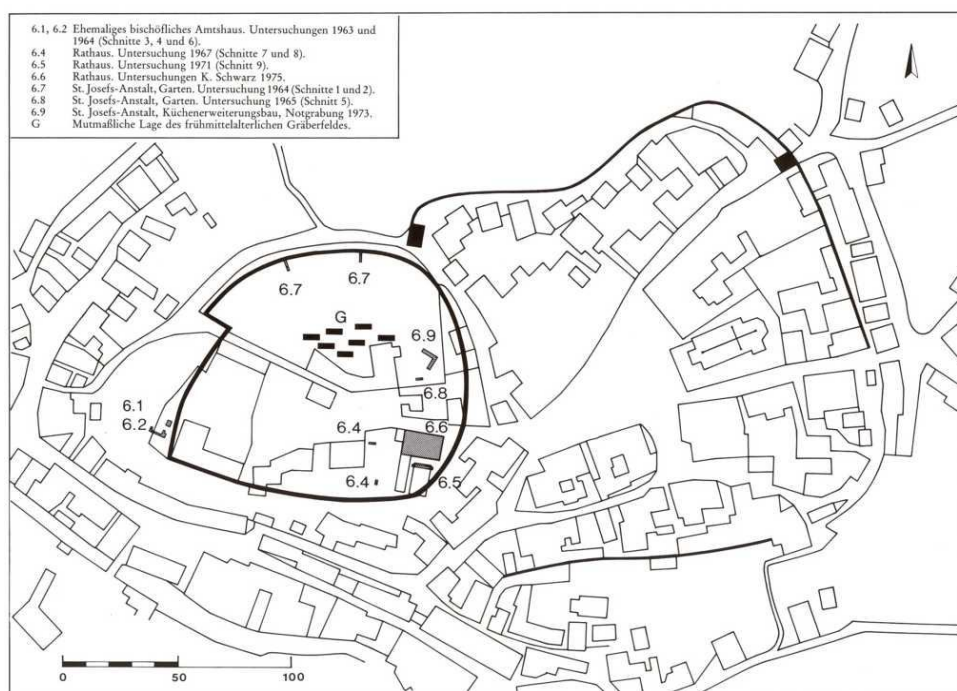 6.1, 6.2 Ehemaliges bischöfliches Amtshaus. Untersuchungen 1963 und
1964 (Schnitte 3, 4 und 6).
6.4 Rathaus. Untersuchung 1967 (Schnitte 7 und 8).
6.5 Rathaus. Untersuchung 1971 (Schnitt 9).
6.6 Rathaus. Untersuchungen K. Schwarz 1975.
6.7 St. Josefs-Anstalt, Garten. Untersuchung 1964 (Schnitte 1 und 2).
6.8 St. Josefs-Anstalt, Garten. Untersuchung 1965 (Schnitt 5).
6.9 St. Josefs-Anstalt, Küchenerweiterungsbau, Notgrabung 1973.
G Mutmaßliche Lage des frühmittelalterlichen Gräberfeldes.
6.7 6.7
G
6.9
6.8
6.1
6.2
6.4 6.6
6.4 6.5
0 50 100